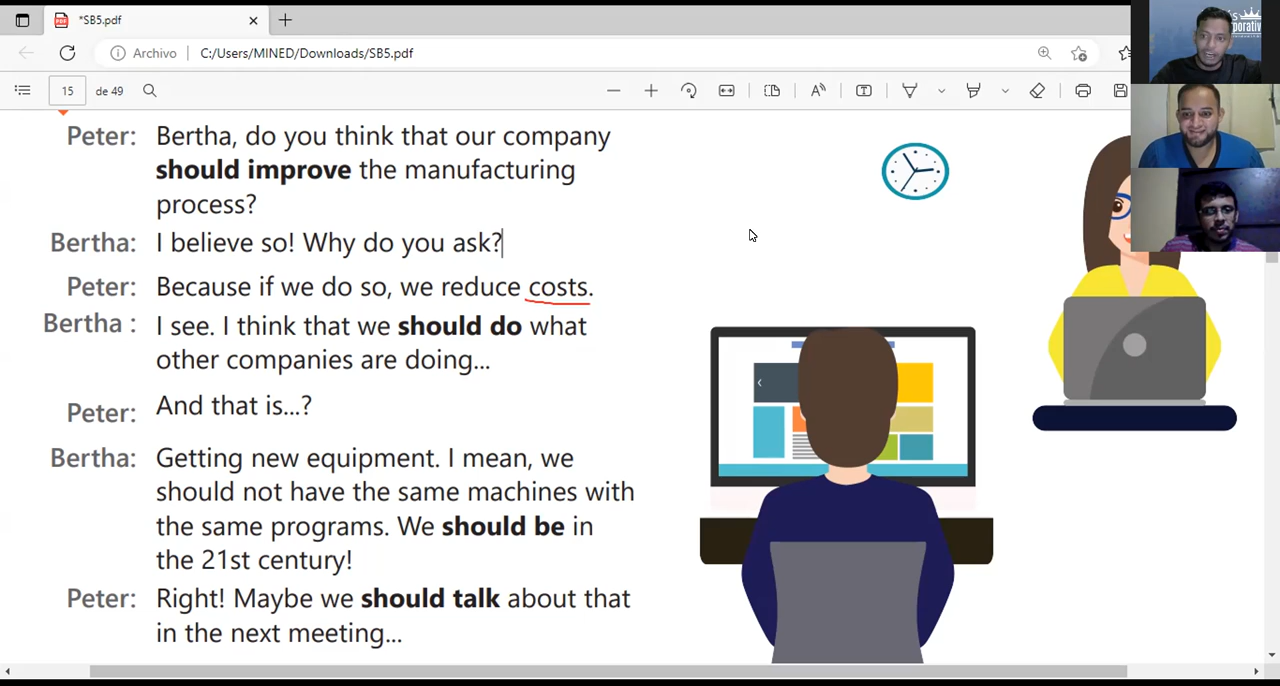 *SB5.pdf
Archivo
C:/Users/MINED/Downloads/SB5.pdf
15 de 49
Peter: Bertha, do you think that our company
should improve the manufacturing
process?
Bertha: I believe so! Why do you ask?
Peter: Because if we do so, we reduce costs.
Bertha : I see. I think that we should do what
other companies are doing...
Peter: And that is...?
Bertha: Getting new equipment. I mean, we
should not have the same machines with
the same programs. We should be in
the 21st century!
Peter: Right! Maybe we should talk about that
in the next meeting...